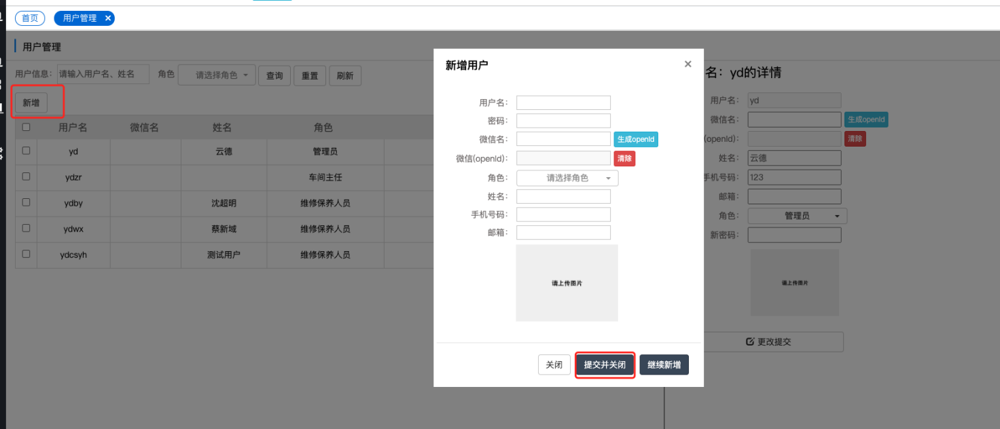 首页 用户管理 ×
用户管理
用户信息: 请输入用户名、姓名 角色 请选择角色 查询 重置 刷新
新增
用户名 微信名 姓名 角色
yd 云德 管理员
ydzr 车间主任
ydby 沈超明 维修保养人员
ydwx 蔡新域 维修保养人员
ydcsyh 测试用户 维修保养人员
新增用户 ×
用户名:
密码:
微信名: 生成openId
微信(openId): 清除
角色: 请选择角色
姓名:
手机号码:
邮箱:
请上传图片
关闭 提交并关闭 继续新增
名: yd的详情
用户名: yd
微信名: 生成openId
(openId): 清除
姓名: 云德
手机号码: 123
邮箱:
角色: 管理员
新密码:
请上传图片
更改提交